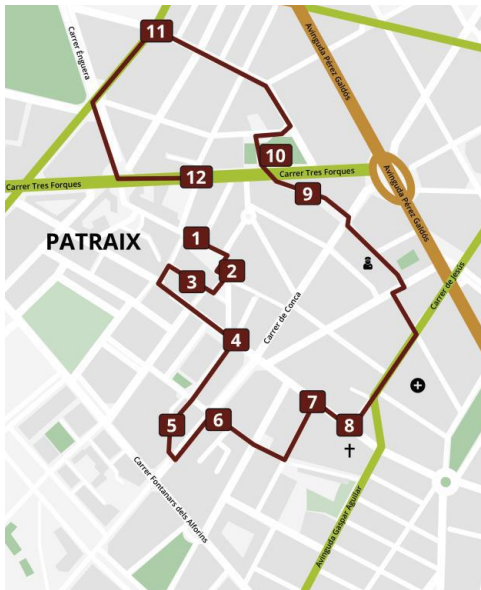 11
Carrer Énguera
Avinguda Pérez Galdós
10
Carrer Tres Forques
12
Carrer Tres Forques
9
Avinguda Pérez Galdós
PATRAIX
1
2
3
Carrer de Jesús
Carrer de Conca
4
7
5
6
8
Carrer Fontanars dels Alforins
Avinguda Gaspar Aguilar